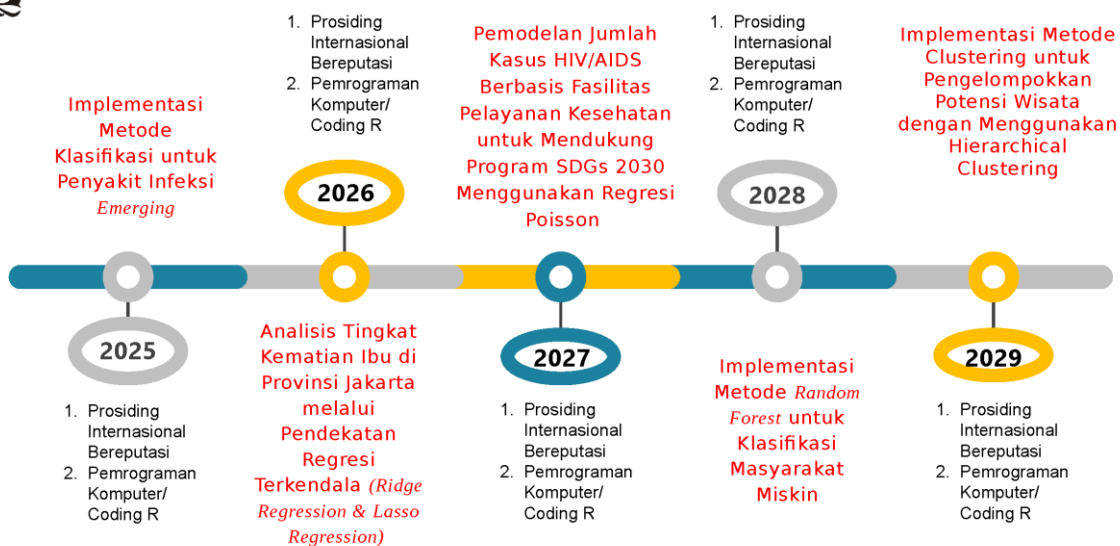 Implementasi
Metode
Klasifikasi untuk
Penyakit Infeksi
Emerging
2025
1. Prosiding
Internasional
Bereputasi
2. Pemrograman
Komputer/
Coding R
1. Prosiding
Internasional
Bereputasi
2. Pemrograman
Komputer/
Coding R
2026
Analisis Tingkat
Kematian Ibu di
Provinsi Jakarta
melalui
Pendekatan
Regresi
Terkendala (Ridge
Regression & Lasso
Regression)
Pemodelan Jumlah
Kasus HIV/AIDS
Berbasis Fasilitas
Pelayanan Kesehatan
untuk Mendukung
Program SDGs 2030
Menggunakan Regresi
Poisson
2027
1. Prosiding
Internasional
Bereputasi
2. Pemrograman
Komputer/
Coding R
1. Prosiding
Internasional
Bereputasi
2. Pemrograman
Komputer/
Coding R
2028
Implementasi
Metode Random
Forest untuk
Klasifikasi
Masyarakat
Miskin
Implementasi Metode
Clustering untuk
Pengelompokkan
Potensi Wisata
dengan Menggunakan
Hierarchical
Clustering
2029
1. Prosiding
Internasional
Bereputasi
2. Pemrograman
Komputer/
Coding R